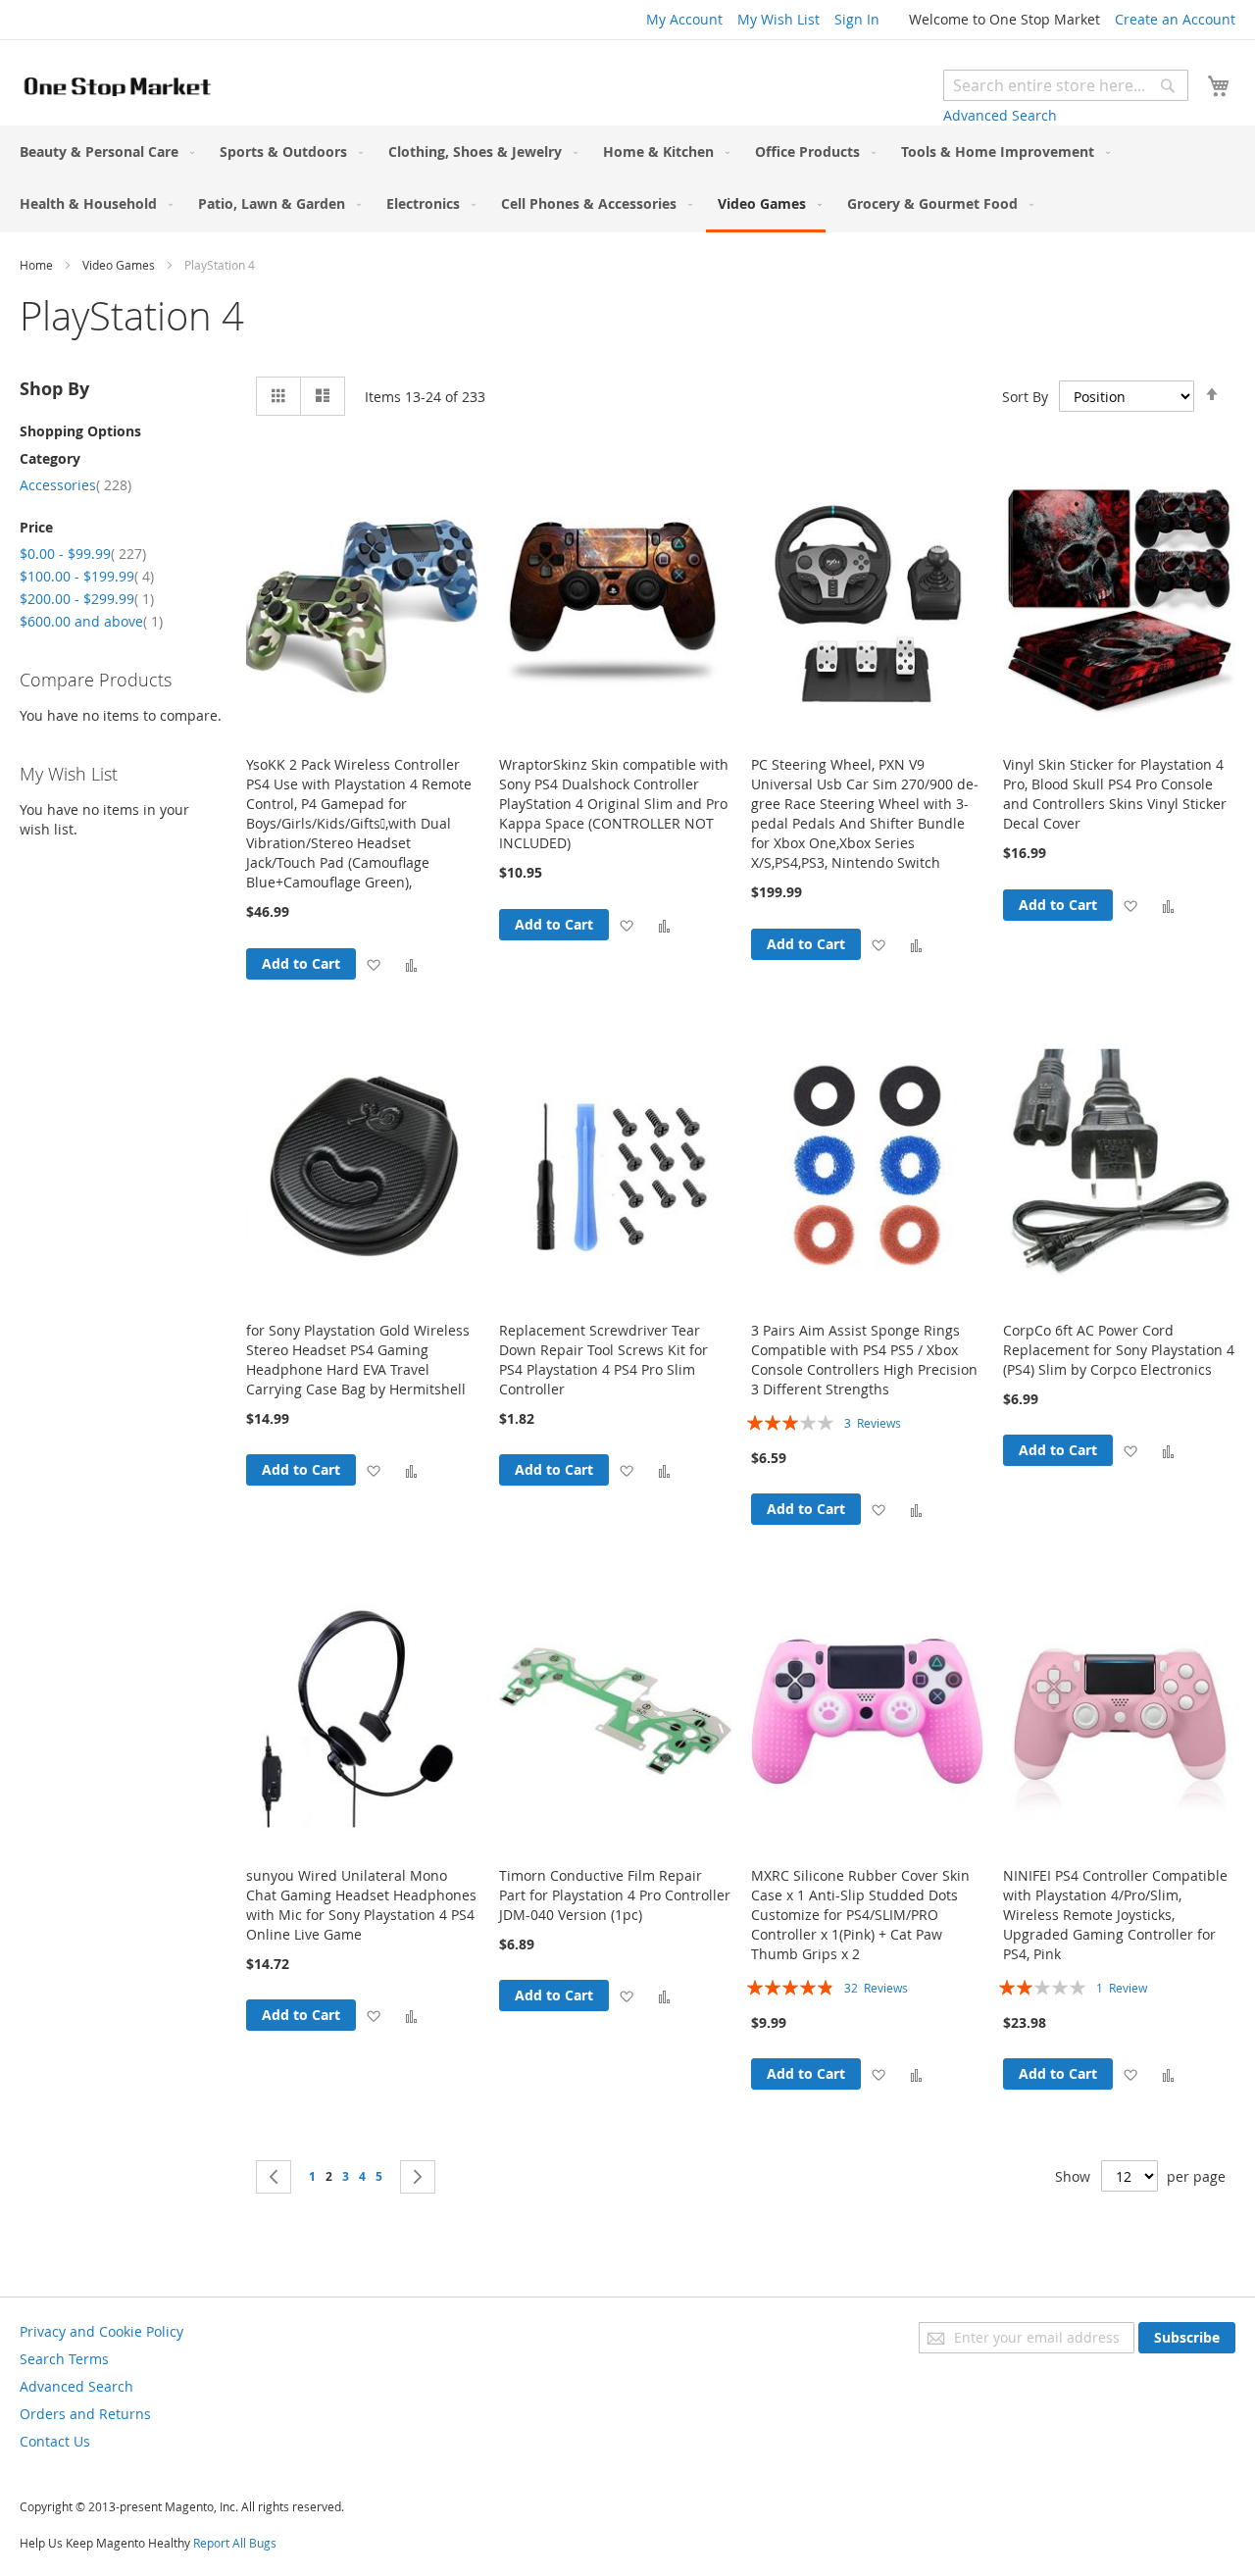 My Account My Wish List Sign In Welcome to One Stop Market Create an Account
One Stop Market
Search entire store here...
Advanced Search
Beauty & Personal Care Sports & Outdoors Clothing, Shoes & Jewelry Home & Kitchen Office Products Tools & Home Improvement
Health & Household Patio, Lawn & Garden Electronics Cell Phones & Accessories Video Games Grocery & Gourmet Food
Home Video Games PlayStation 4
PlayStation 4
Shop By
Shopping Options
Category
Accessories( 228)
Price
$0.00 - $99.99( 227)
$100.00 - $199.99( 4)
$200.00 - $299.99( 1)
$600.00 and above( 1)
Compare Products
You have no items to compare.
My Wish List
You have no items in your
wish list.
Items 13-24 of 233
Sort By Position
YsoKK 2 Pack Wireless Controller
PS4 Use with Playstation 4 Remote
Control, P4 Gamepad for
Boys/Girls/Kids/Gifts,with Dual
Vibration/Stereo Headset
Jack/Touch Pad (Camouflage
Blue+Camouflage Green),
$46.99
Add to Cart
WraptorSkinz Skin compatible with
Sony PS4 Dualshock Controller
PlayStation 4 Original Slim and Pro
Kappa Space (CONTROLLER NOT
INCLUDED)
$10.95
Add to Cart
PC Steering Wheel, PXN V9
Universal Usb Car Sim 270/900 de-
gree Race Steering Wheel with 3-
pedal Pedals And Shifter Bundle
for Xbox One,Xbox Series
X/S,PS4,PS3, Nintendo Switch
$199.99
Add to Cart
Vinyl Skin Sticker for Playstation 4
Pro, Blood Skull PS4 Pro Console
and Controllers Skins Vinyl Sticker
Decal Cover
$16.99
Add to Cart
for Sony Playstation Gold Wireless
Stereo Headset PS4 Gaming
Headphone Hard EVA Travel
Carrying Case Bag by Hermitshell
$14.99
Add to Cart
Replacement Screwdriver Tear
Down Repair Tool Screws Kit for
PS4 Playstation 4 PS4 Pro Slim
Controller
$1.82
Add to Cart
3 Pairs Aim Assist Sponge Rings
Compatible with PS4 PS5 / Xbox
Console Controllers High Precision
3 Different Strengths
3 Reviews
$6.59
Add to Cart
CorpCo 6ft AC Power Cord
Replacement for Sony Playstation 4
(PS4) Slim by Corpco Electronics
$6.99
Add to Cart
sunyou Wired Unilateral Mono
Chat Gaming Headset Headphones
with Mic for Sony Playstation 4 PS4
Online Live Game
$14.72
Add to Cart
Timorn Conductive Film Repair
Part for Playstation 4 Pro Controller
JDM-040 Version (1pc)
$6.89
Add to Cart
MXRC Silicone Rubber Cover Skin
Case x 1 Anti-Slip Studded Dots
Customize for PS4/SLIM/PRO
Controller x 1(Pink) + Cat Paw
Thumb Grips x 2
32 Reviews
$9.99
Add to Cart
NINIFEI PS4 Controller Compatible
with Playstation 4/Pro/Slim,
Wireless Remote Joysticks,
Upgraded Gaming Controller for
PS4, Pink
1 Review
$23.98
Add to Cart
1 2 3 4 5
Show 12 per page
Privacy and Cookie Policy
Search Terms
Advanced Search
Orders and Returns
Contact Us
Enter your email address
Subscribe
Copyright © 2013-present Magento, Inc. All rights reserved.
Help Us Keep Magento Healthy Report All Bugs